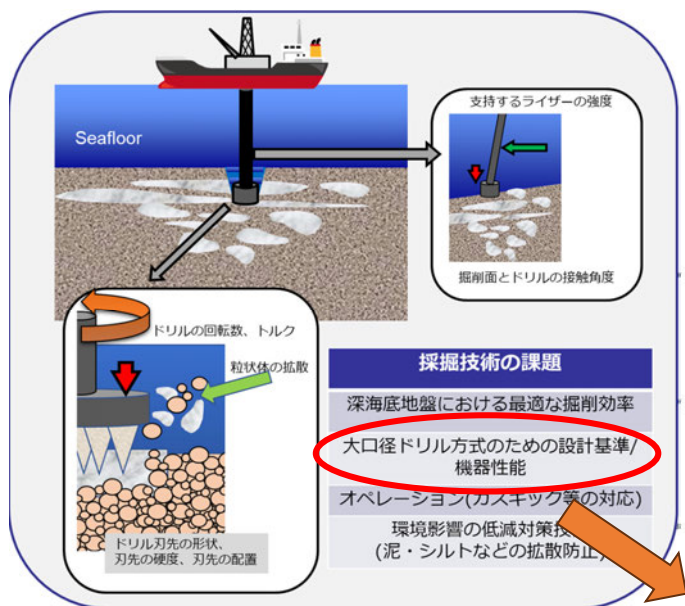 支持するライザーの強度
Seafloor
掘削面とドリルの接触角度
ドリルの回転数、トルク
粒状体の拡散
ドリル刃先の形状、
刃先の硬度、刃先の配置
採掘技術の課題
深海底地盤における最適な掘削効率
大口径ドリル方式のための設計基準/
機器性能
オペレーション(ガスキック等の対応)
環境影響の低減対策技
(泥・シルトなどの拡散防止)